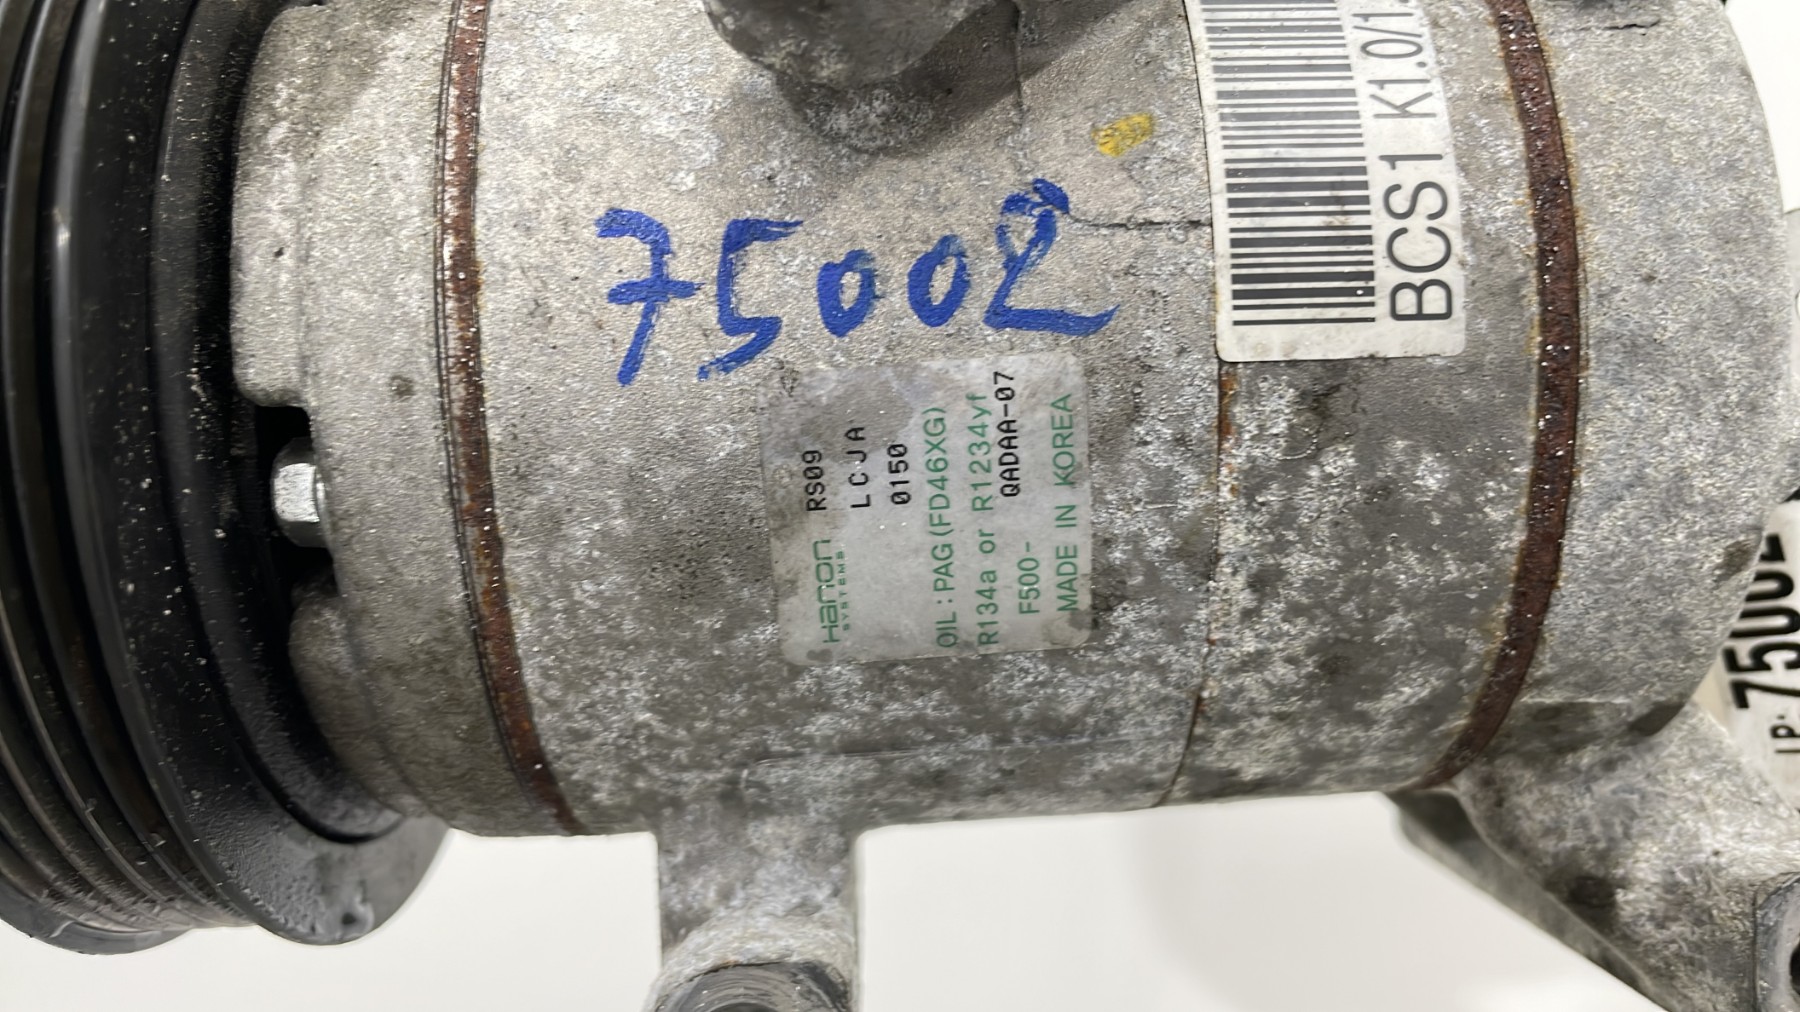 75002
BCS1 K1.0/1.
Hanon RS09
SYSTEMS
LCJA
0150
OIL : PAG (FD46XG)
R134a or R1234yf
F500- QADAA-07
MADE IN KOREA
75002